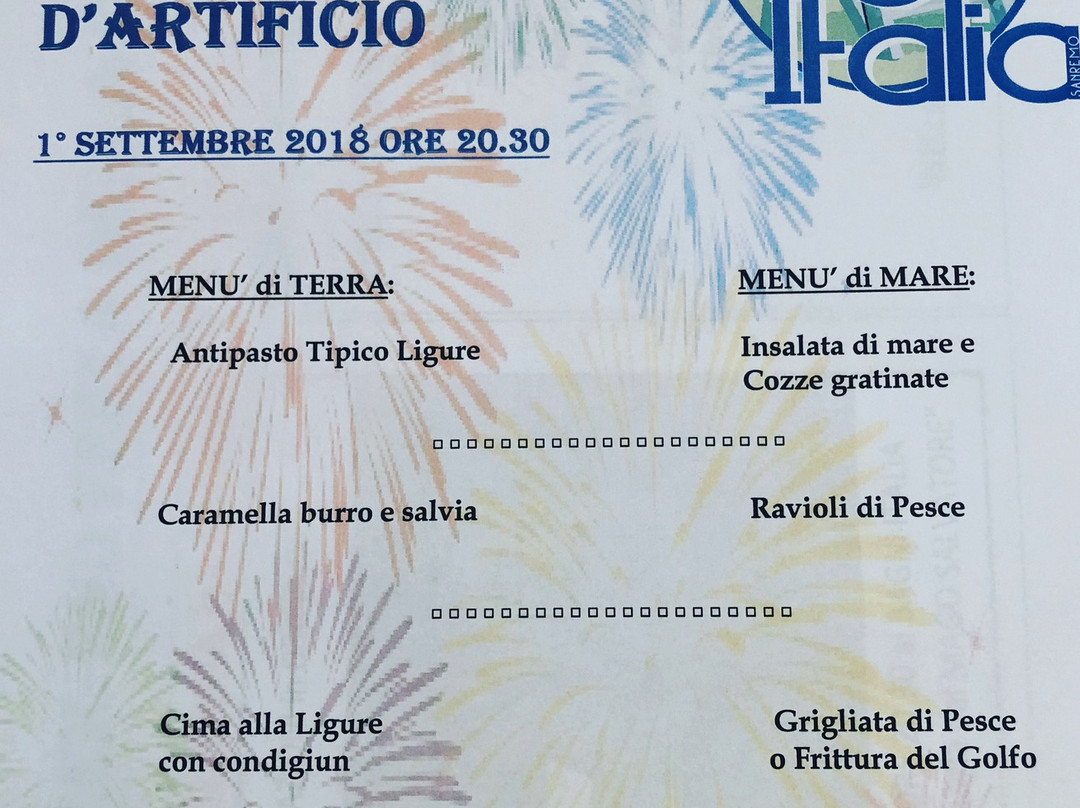 D'ARTIFICIO
Italia
SANREMO
1° SETTEMBRE 2018 ORE 20.30
MENU' di TERRA:
MENU' di MARE:
Antipasto Tipico Ligure
Insalata di mare e
Cozze gratinate
Caramella burro e salvia
Ravioli di Pesce
Cima alla Ligure
con condigiun
Grigliata di Pesce
o Frittura del Golfo